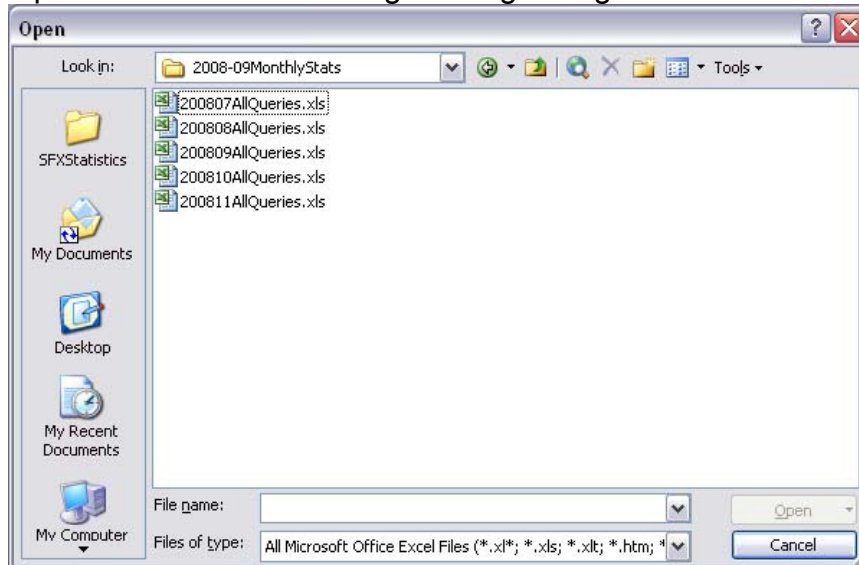 Open
Look in:
2008-09MonthlyStats
Tools
200807AllQueries.xls
200808AllQueries.xls
200809AllQueries.xls
200810AllQueries.xls
200811AllQueries.xls
SFXStatistics
My Documents
Desktop
My Recent
Documents
My Computer
File name:
Open
Files of type:
All Microsoft Office Excel Files (*.xl*; *.xls; *.xlt; *.htm; *
Cancel